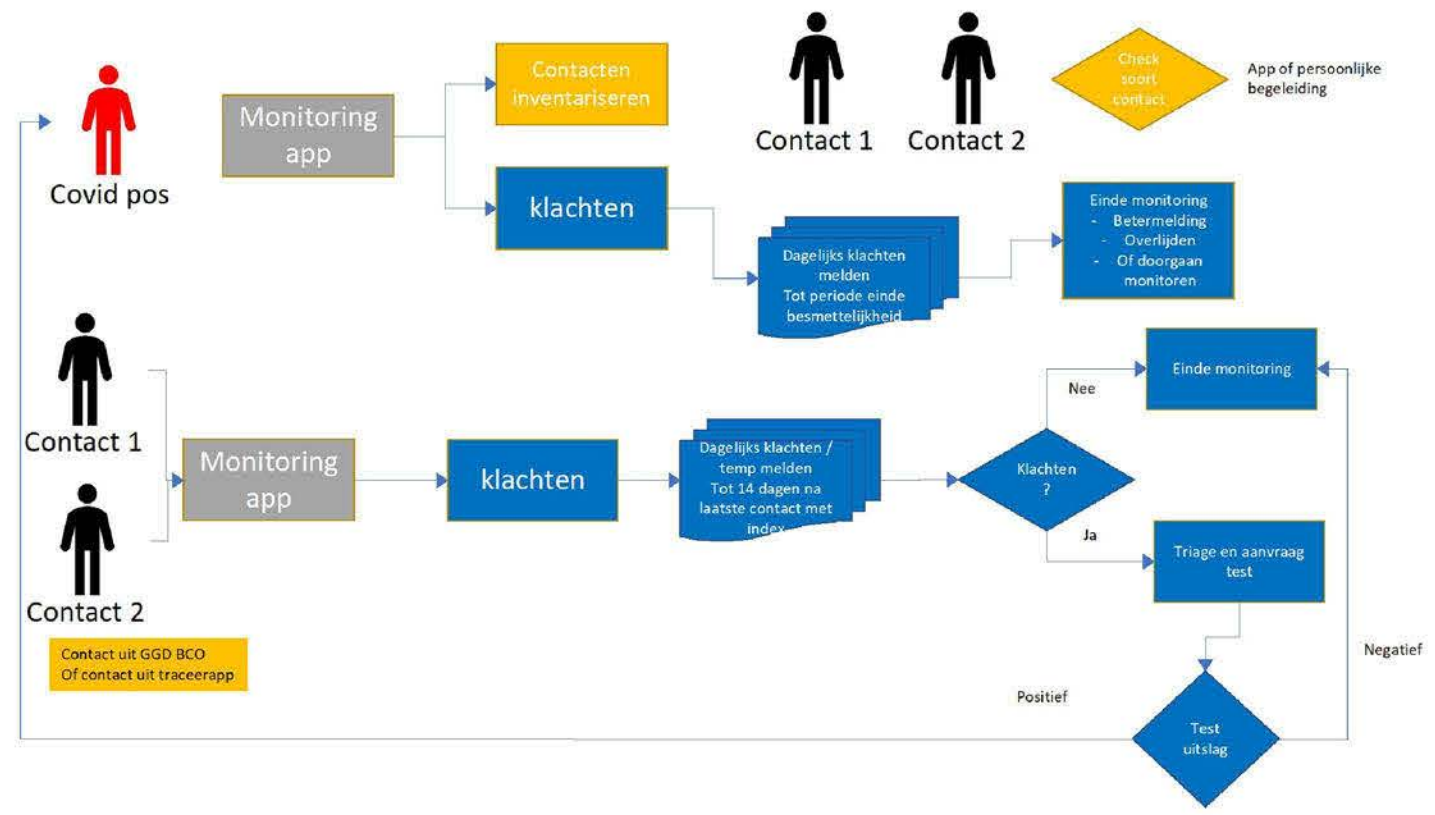 Covid pos
Monitoring
app
Contacten
inventariseren
klachten
Contact 1
Contact 2
Check
soort
contact
App of persoonlijke
begeleiding
Dagelijks klachten
melden
Tot periode einde
besmettelijkheid
Einde monitoring
- Betermelding
- Overlijden
- Of doorgaan
monitoren
Contact 1
Contact 2
Contact uit GGD BCO
Of contact uit traceerapp
Monitoring
app
klachten
Dagelijks klachten /
temp melden
Tot 14 dagen na
laatste contact met
index
Klachten
?
Nee
Einde monitoring
Ja
Triage en aanvraag
test
Test
uitslag
Positief
Negatief